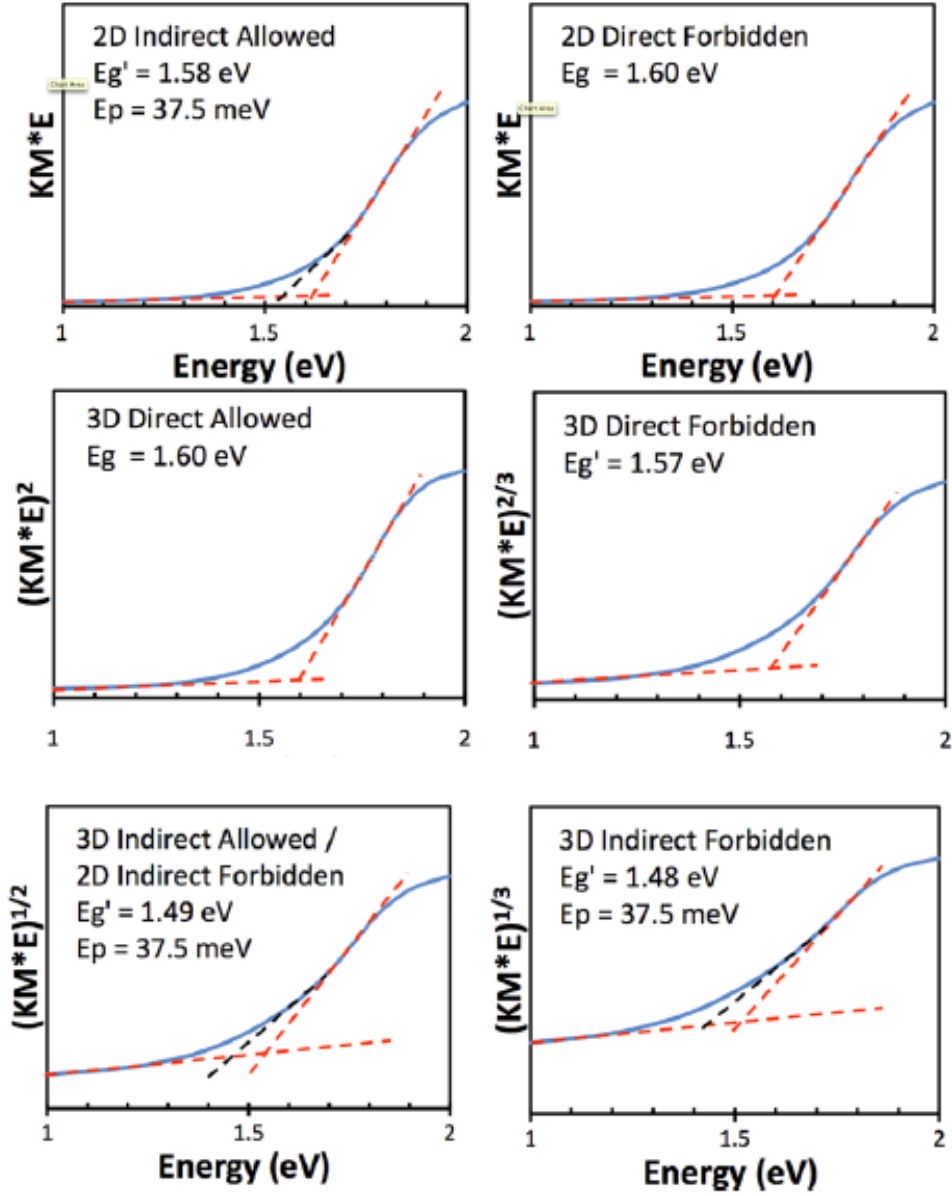 2D Indirect Allowed
Eg' = 1.58 eV
Ep = 37.5 meV
Chart Area
KM*E
1
1.5
2
Energy (eV)
2D Direct Forbidden
Eg = 1.60 eV
Chart Area
KM*E
1
1.5
2
Energy (eV)
3D Direct Allowed
Eg = 1.60 eV
(KM*E)²
1
1.5
2
3D Direct Forbidden
Eg' = 1.57 eV
(KM*E)²/³
1
1.5
2
3D Indirect Allowed /
2D Indirect Forbidden
Eg' = 1.49 eV
Ep = 37.5 meV
(KM*E)¹/²
1
1.5
2
Energy (eV)
3D Indirect Forbidden
Eg' = 1.48 eV
Ep = 37.5 meV
(KM*E)¹/³
1
1.5
2
Energy (eV)